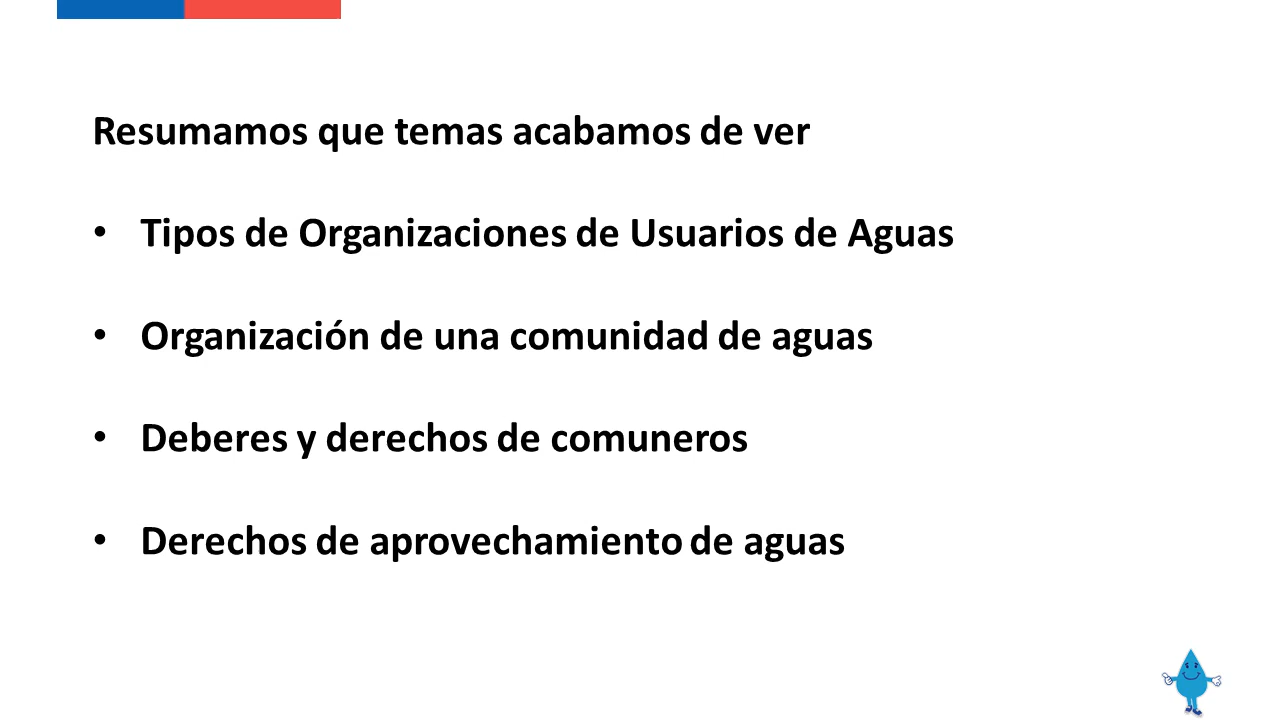 Resumamos que temas acabamos de ver
• Tipos de Organizaciones de Usuarios de Aguas
• Organización de una comunidad de aguas
• Deberes y derechos de comuneros
• Derechos de aprovechamiento de aguas